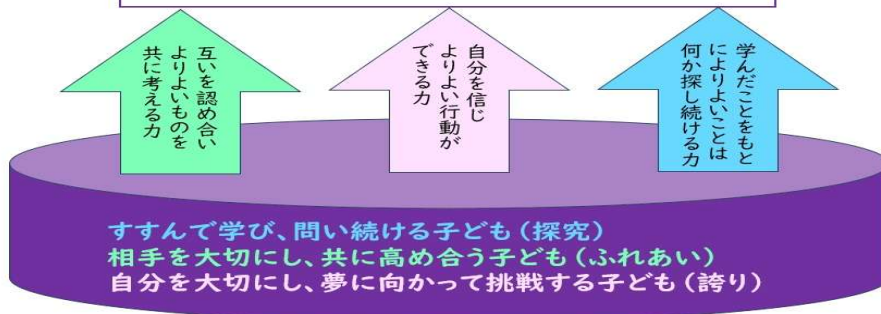 互いを認め合い
よりよいものを
共に考える力
自分を信じ
よりよい行動が
できる力
学んだことをもと
によりよいことは
何か探し続ける力
すすんで学び、問い続ける子ども（探究）
相手を大切にし、共に高め合う子ども（ふれあい）
自分を大切にし、夢に向かって挑戦する子ども（誇り）